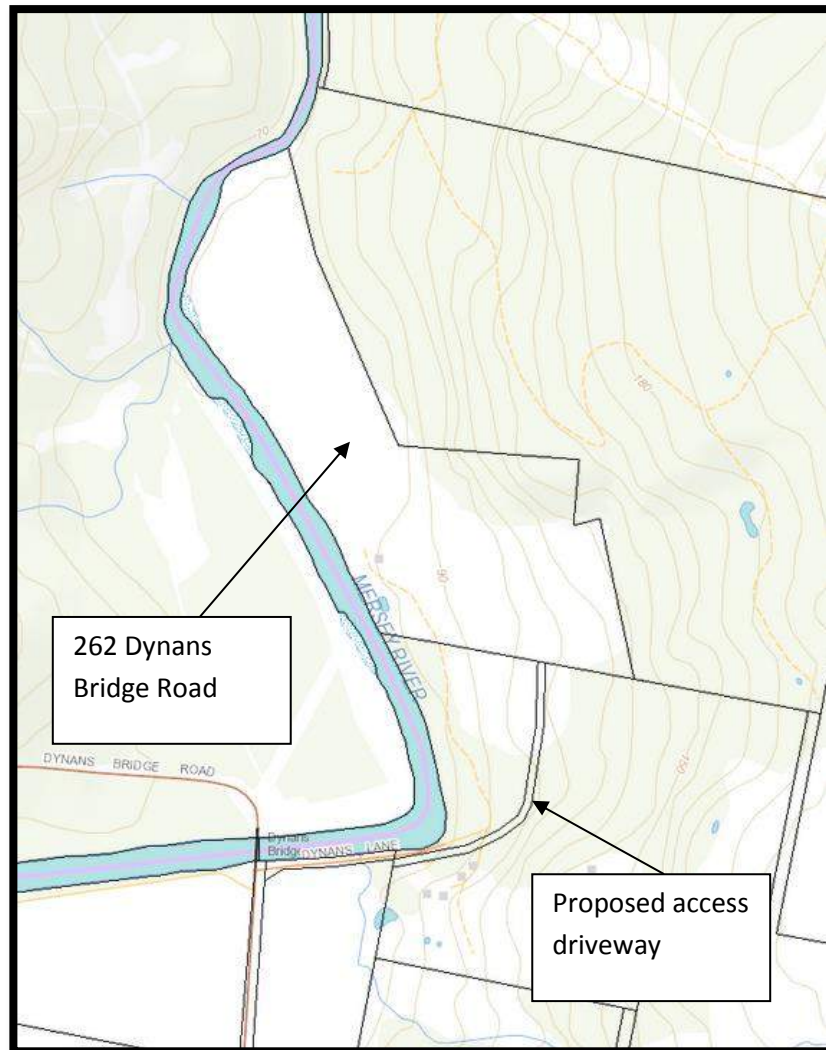 70
180
90
MERSEY RIVER
262 Dynans
Bridge Road
150
DYNANS BRIDGE ROAD
Dynans
Bridge
DYNANS LANE
Proposed access
driveway